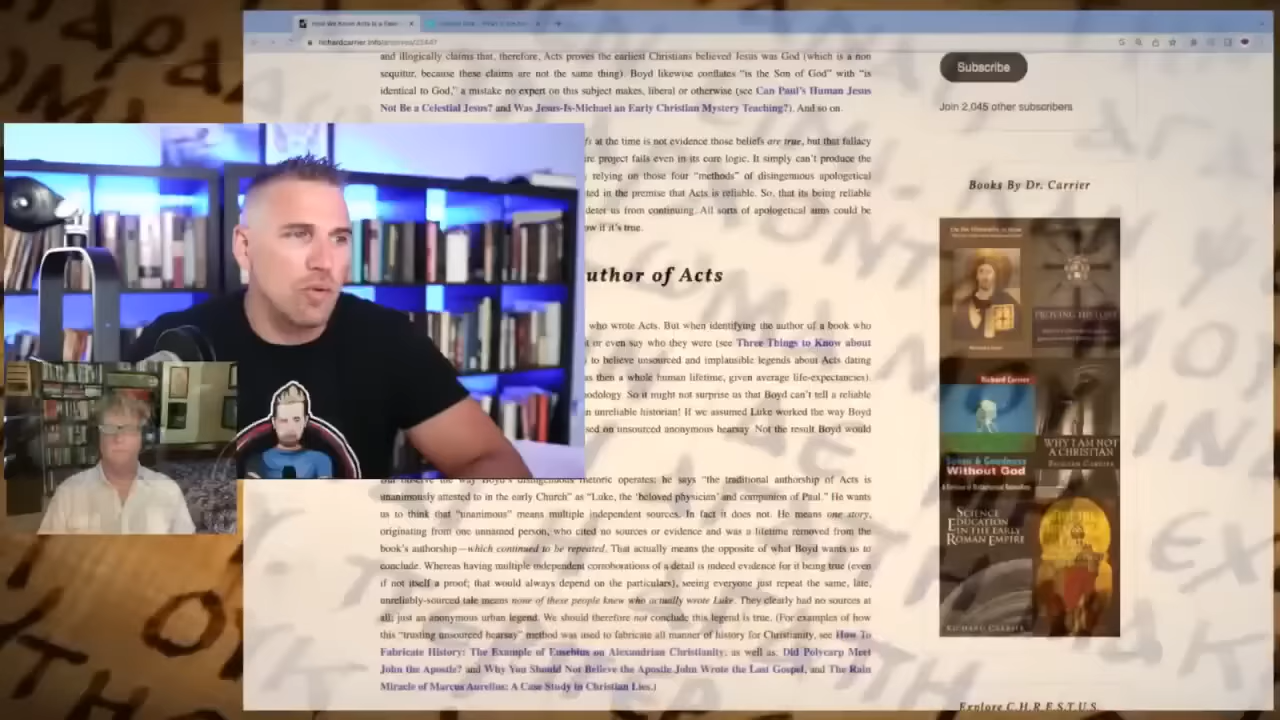 How We Know Acts Is a Fake
richardcarrier.info/archives/23447
and illogically claims that, therefore, Acts proves the earliest Christians believed Jesus was God (which is a non
sequitur, because these claims are not the same thing). Boyd likewise conflates “is the Son of God” with “is
identical to God,” a mistake no expert on this subject makes, liberal or otherwise (see Can Paul's Human Jesus
Not Be a Celestial Jesus? and Was Jesus-Is-Michael an Early Christian Mystery Teaching?). And so on.
at the time is not evidence those beliefs are true, but that fallacy
project fails even in its core logic. It simply can't produce the
relying on those four “methods” of disingenuous apologetical
in the premise that Acts is reliable. So, that its being reliable
deter us from continuing. All sorts of apologetical aims could be
if it's true.
uthor of Acts
who wrote Acts. But when identifying the author of a book who
or even say who they were (see Three Things to Know about
to believe unsourced and implausible legends about Acts dating
then a whole human lifetime, given average life-expectancies).
So it might not surprise us that Boyd can't tell a reliable
unreliable historian! If we assumed Luke worked the way Boyd
on unsourced anonymous hearsay. Not the result Boyd would
rhetoric operates: he says “the traditional authorship of Acts is
unanimously attested to in the early Church” as “Luke, the ‘beloved physician’ and companion of Paul.” He wants
us to think that “unanimous” means multiple independent sources. In fact it does not. He means one story,
originating from one unnamed person, who cited no sources or evidence and was a lifetime removed from the
book's authorship—which continued to be repeated. That actually means the opposite of what Boyd wants us to
conclude. Whereas having multiple independent corroborations of a detail is indeed evidence for it being true (even
if not itself a proof; that would always depend on the particulars), seeing everyone just repeat the same, late,
unreliably-sourced tale means none of these people knew who actually wrote Luke. They clearly had no sources at
all; just an anonymous urban legend. We should therefore not conclude this legend is true. (For examples of how
this “trusting unsourced hearsay” method was used to fabricate all manner of history for Christianity, see How To
Fabricate History: The Example of Eusebius on Alexandrian Christianity; as well as: Did Polycarp Meet
John the Apostle? and Why You Should Not Believe the Apostle John Wrote the Last Gospel, and The Rain
Miracle of Marcus Aurelius: A Case Study in Christian Lies.)
Subscribe
Join 2,045 other subscribers
Books By Dr. Carrier
PROVING HISTORY
Richard Carrier
Without God
WHY I AM NOT
A CHRISTIAN
RICHARD CARRIER
SCIENCE
EDUCATION
IN THE EARLY
ROMAN EMPIRE
RICHARD CARRIER
Explore C.H.R.E.S.T.U.S.